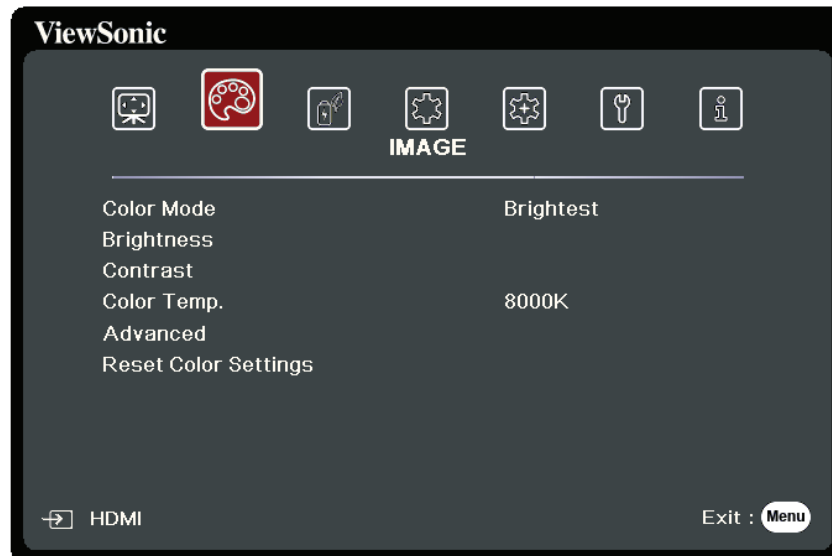 ViewSonic
IMAGE
Color Mode Brightest
Brightness
Contrast
Color Temp. 8000K
Advanced
Reset Color Settings
HDMI Exit : Menu